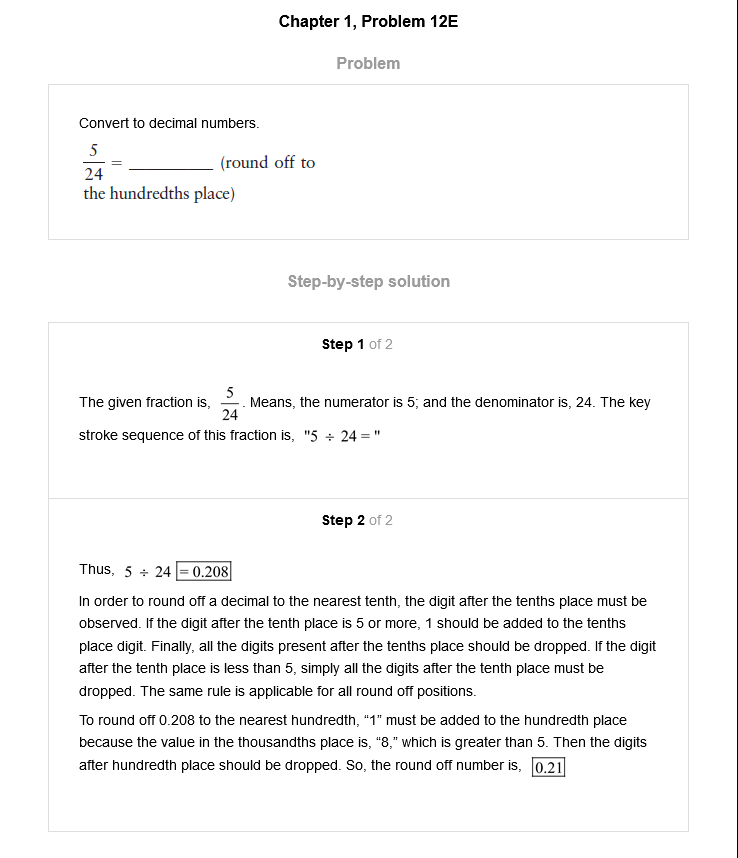 Chapter 1, Problem 12E
Problem
Convert to decimal numbers.
5/24 = __________ (round off to
the hundredths place)
Step-by-step solution
Step 1 of 2
The given fraction is, 5/24. Means, the numerator is 5; and the denominator is, 24. The key
stroke sequence of this fraction is, "5 ÷ 24 = "
Step 2 of 2
Thus, 5 ÷ 24 = 0.208
In order to round off a decimal to the nearest tenth, the digit after the tenths place must be
observed. If the digit after the tenth place is 5 or more, 1 should be added to the tenths
place digit. Finally, all the digits present after the tenths place should be dropped. If the digit
after the tenth place is less than 5, simply all the digits after the tenth place must be
dropped. The same rule is applicable for all round off positions.
To round off 0.208 to the nearest hundredth, “1” must be added to the hundredth place
because the value in the thousandths place is, “8,” which is greater than 5. Then the digits
after hundredth place should be dropped. So, the round off number is, 0.21